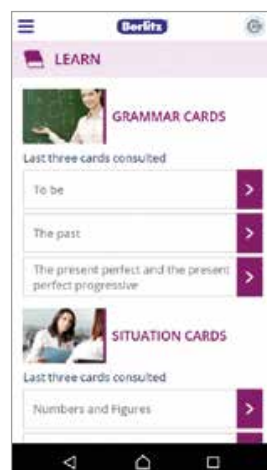 Berlitz
LEARN
GRAMMAR CARDS
Last three cards consulted
To be
The past
The present perfect and the present
perfect progressive
SITUATION CARDS
Last three cards consulted
Numbers and Figures